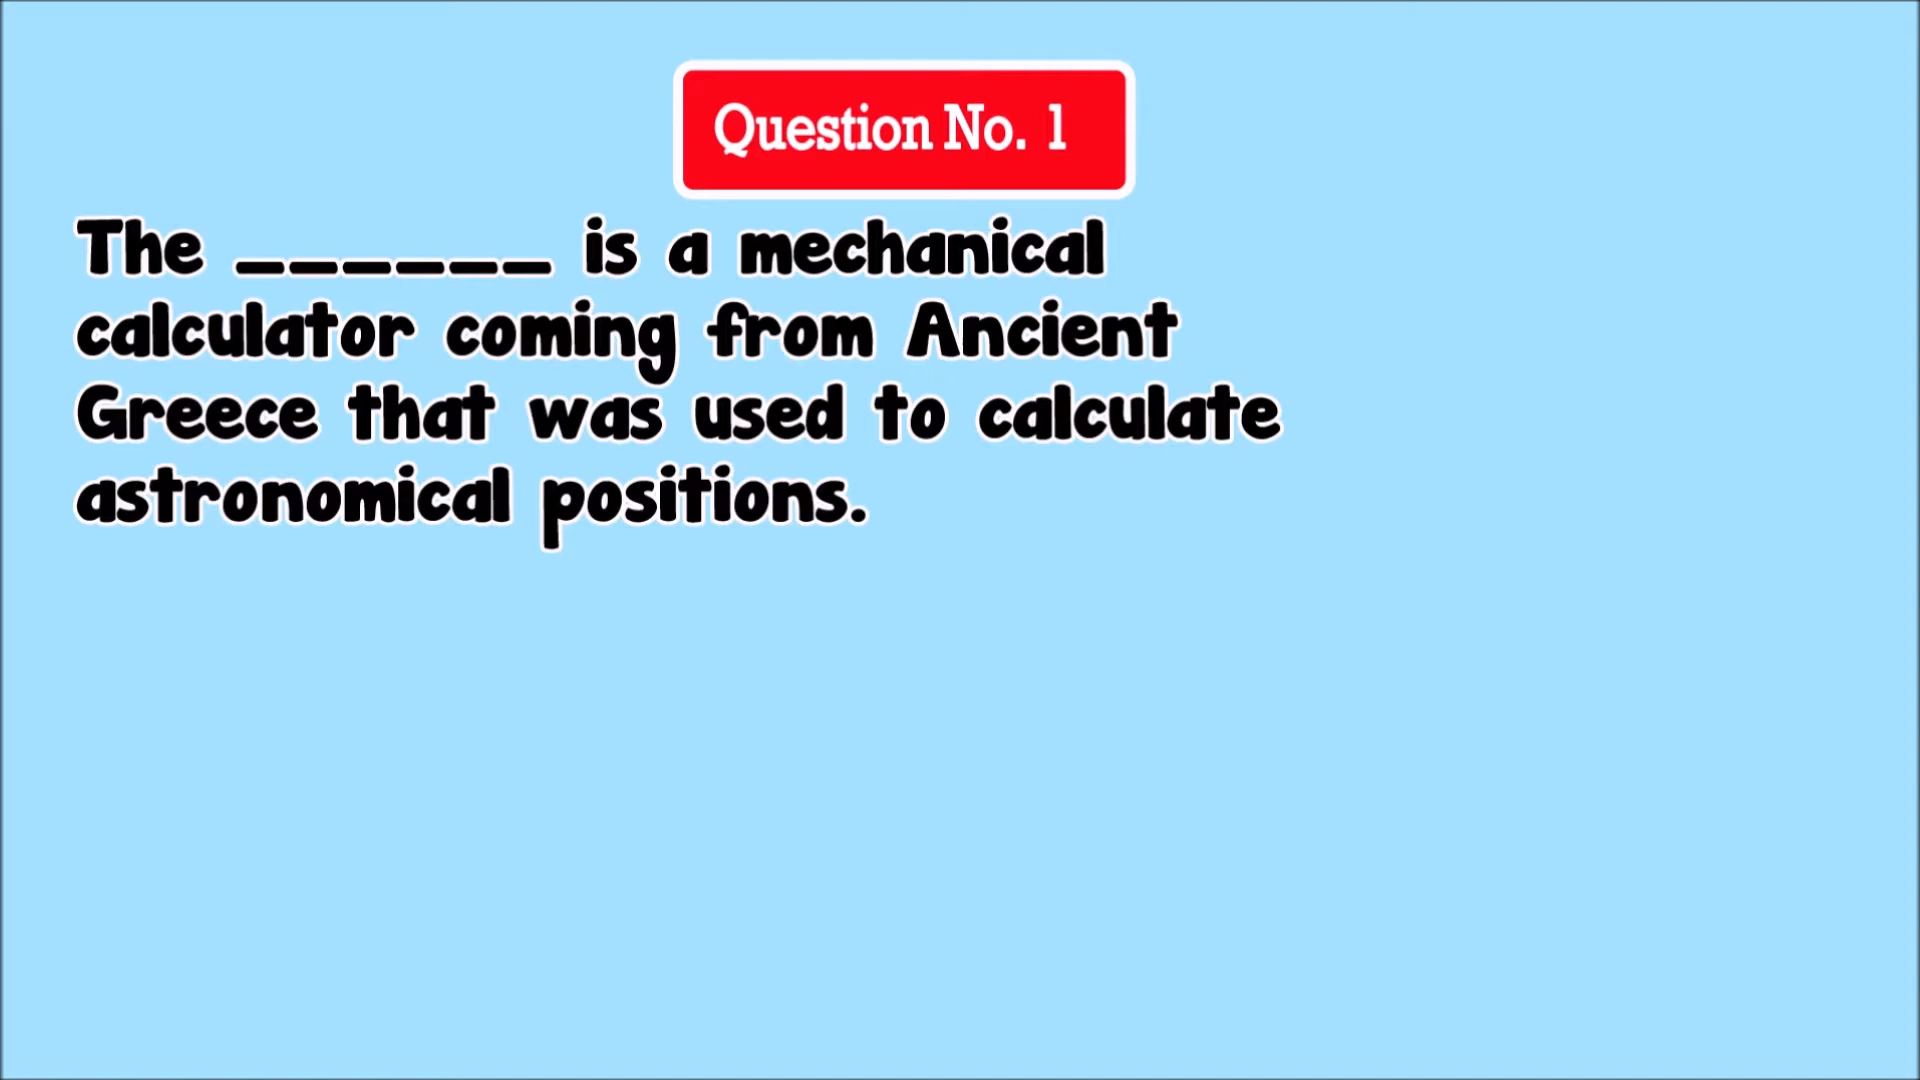 Question No. 1
The ______ is a mechanical
calculator coming from Ancient
Greece that was used to calculate
astronomical positions.